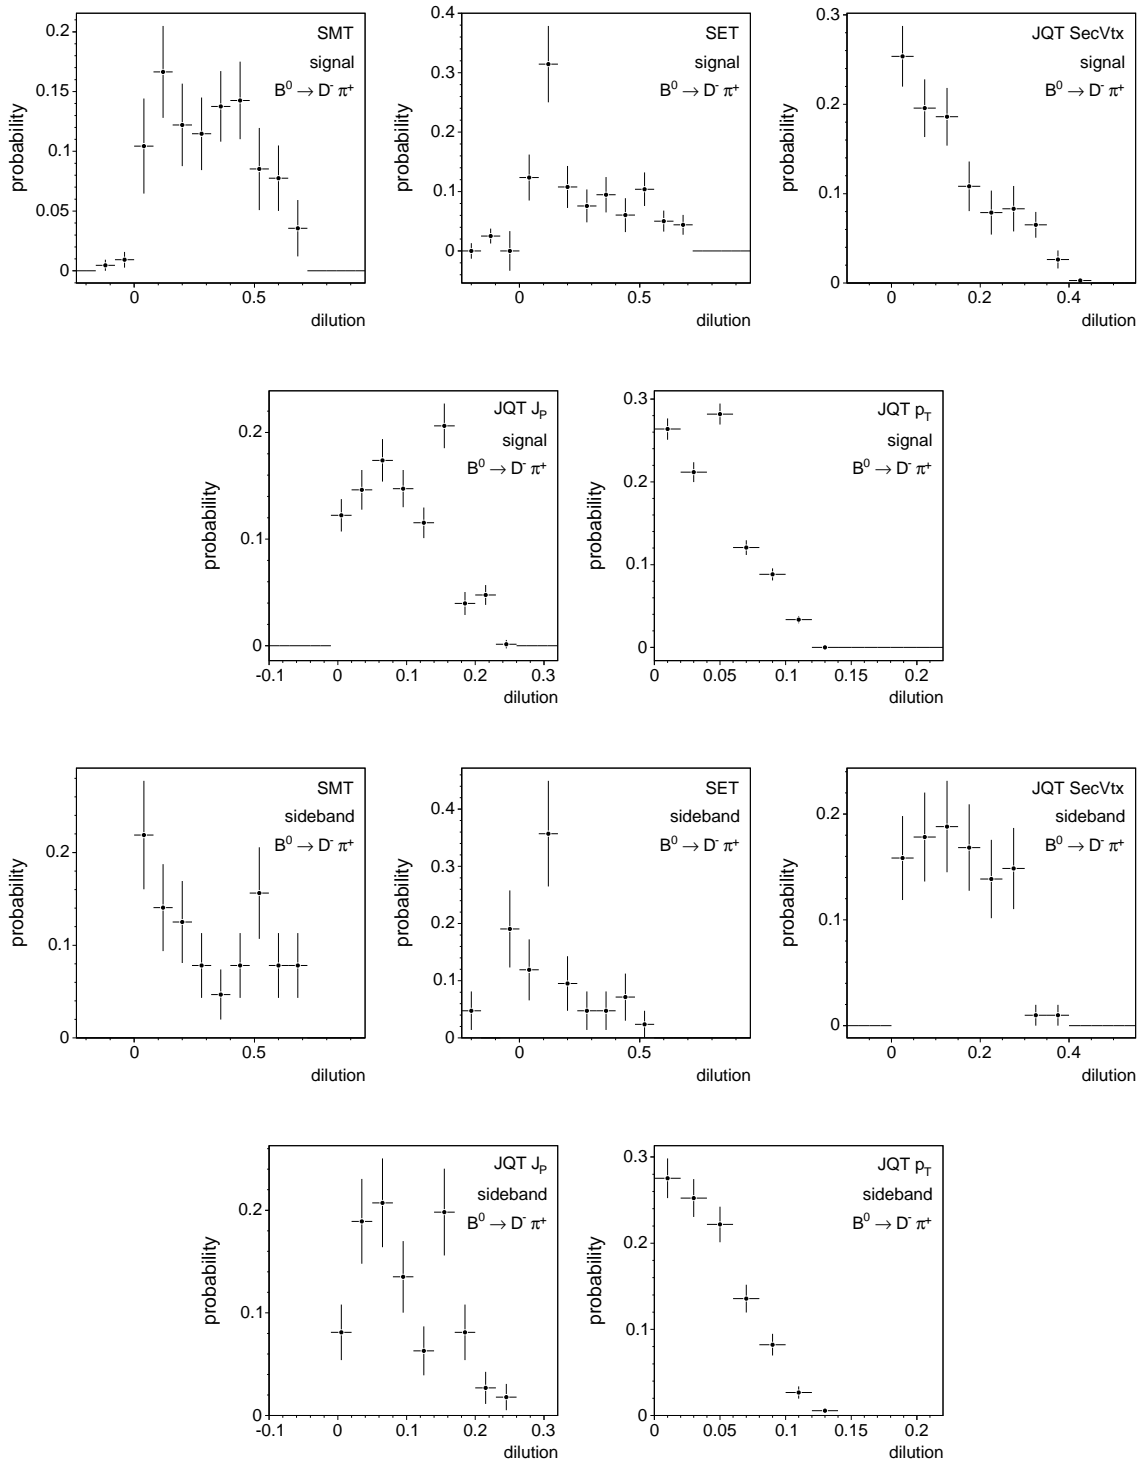 SMT
signal
B⁰ → D⁻ π⁺
probability
0.2
0.15
0.1
0.05
0
0 0.5
dilution
SET
signal
B⁰ → D⁻ π⁺
probability
0.4
0.3
0.2
0.1
0
0 0.5
dilution
JQT SecVtx
signal
B⁰ → D⁻ π⁺
probability
0.3
0.2
0.1
0
0 0.2 0.4
dilution
JQT J_P
signal
B⁰ → D⁻ π⁺
probability
0.2
0.1
0
-0.1 0 0.1 0.2 0.3
dilution
JQT p_T
signal
B⁰ → D⁻ π⁺
probability
0.3
0.2
0.1
0
0 0.05 0.1 0.15 0.2
dilution
SMT
sideband
B⁰ → D⁻ π⁺
probability
0.2
0.1
0
0 0.5
dilution
SET
sideband
B⁰ → D⁻ π⁺
probability
0.4
0.3
0.2
0.1
0
0 0.5
dilution
JQT SecVtx
sideband
B⁰ → D⁻ π⁺
probability
0.2
0.1
0
0 0.2 0.4
dilution
JQT J_P
sideband
B⁰ → D⁻ π⁺
probability
0.2
0.1
0
-0.1 0 0.1 0.2 0.3
dilution
JQT p_T
sideband
B⁰ → D⁻ π⁺
probability
0.3
0.2
0.1
0
0 0.05 0.1 0.15 0.2
dilution